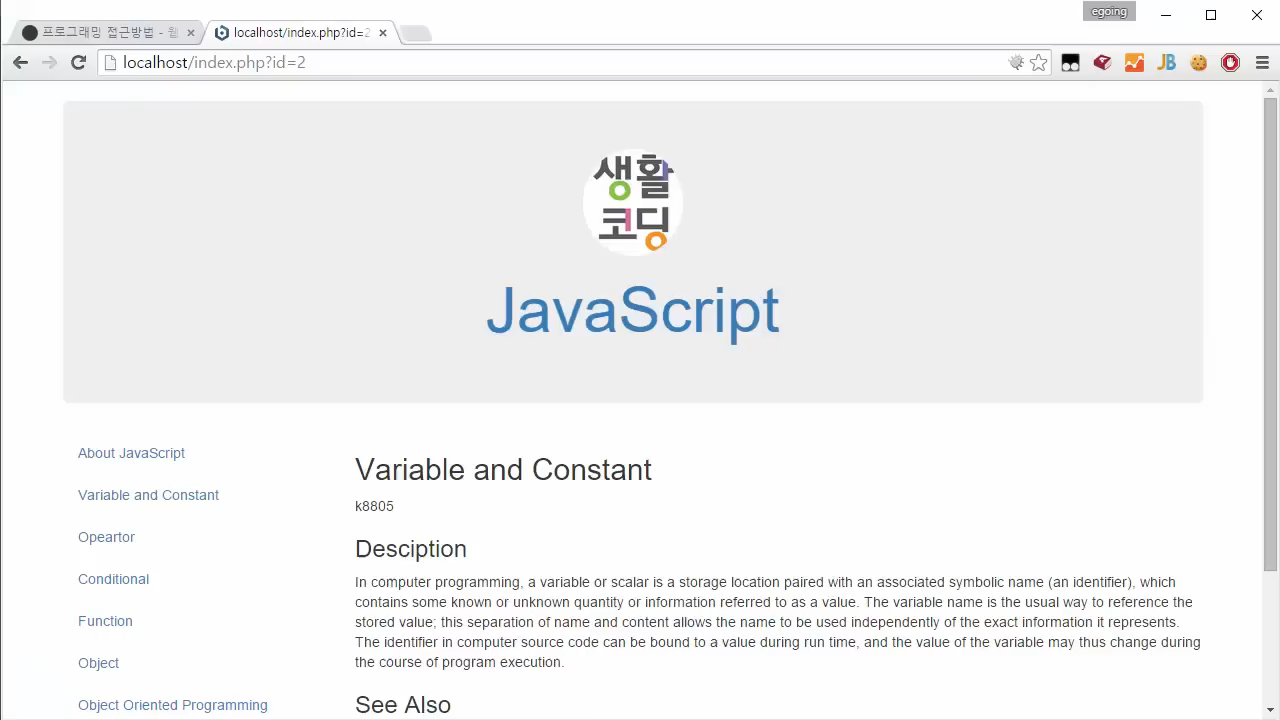 egoing
프로그래밍 접근방법 - 웹
localhost/index.php?id=2
localhost/index.php?id=2
JB
생활
코딩
JavaScript
About JavaScript
Variable and Constant
Opeartor
Conditional
Function
Object
Object Oriented Programming
Variable and Constant
k8805
Desciption
In computer programming, a variable or scalar is a storage location paired with an associated symbolic name (an identifier), which
contains some known or unknown quantity or information referred to as a value. The variable name is the usual way to reference the
stored value; this separation of name and content allows the name to be used independently of the exact information it represents.
The identifier in computer source code can be bound to a value during run time, and the value of the variable may thus change during
the course of program execution.
See Also